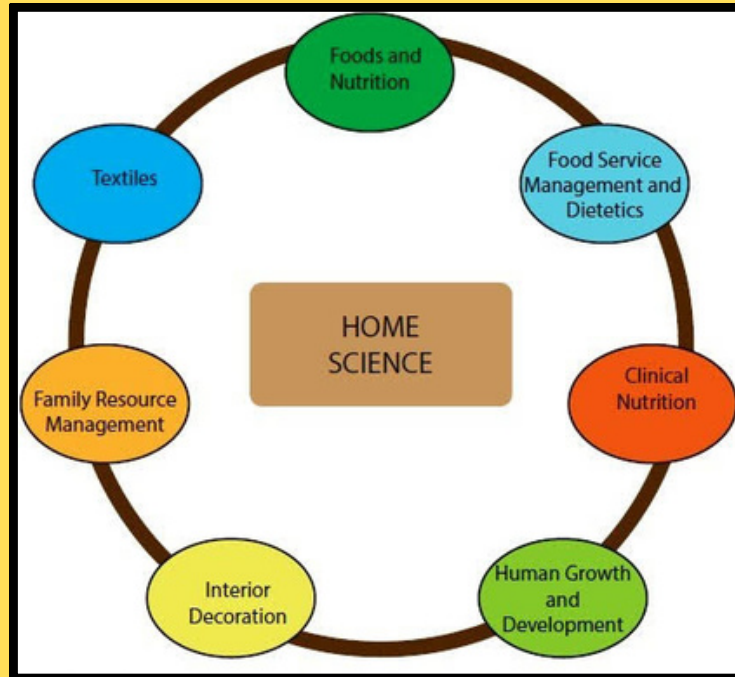 Foods and
Nutrition
Food Service
Management and
Dietetics
Clinical
Nutrition
Human Growth
and
Development
Interior
Decoration
Family Resource
Management
Textiles
HOME
SCIENCE